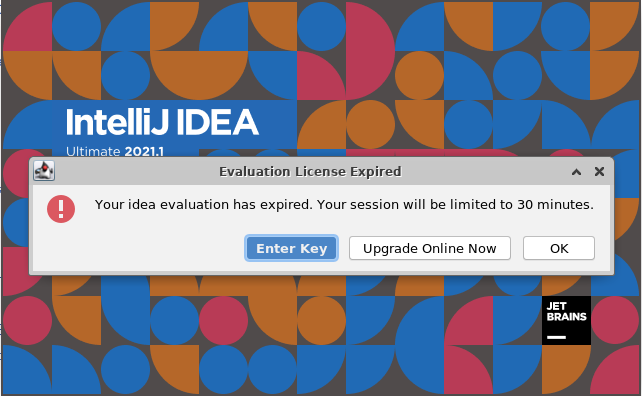 IntelliJ IDEA
Ultimate 2021.1
Evaluation License Expired
Your idea evaluation has expired. Your session will be limited to 30 minutes.
Enter Key
Upgrade Online Now
OK
JET
BRAINS